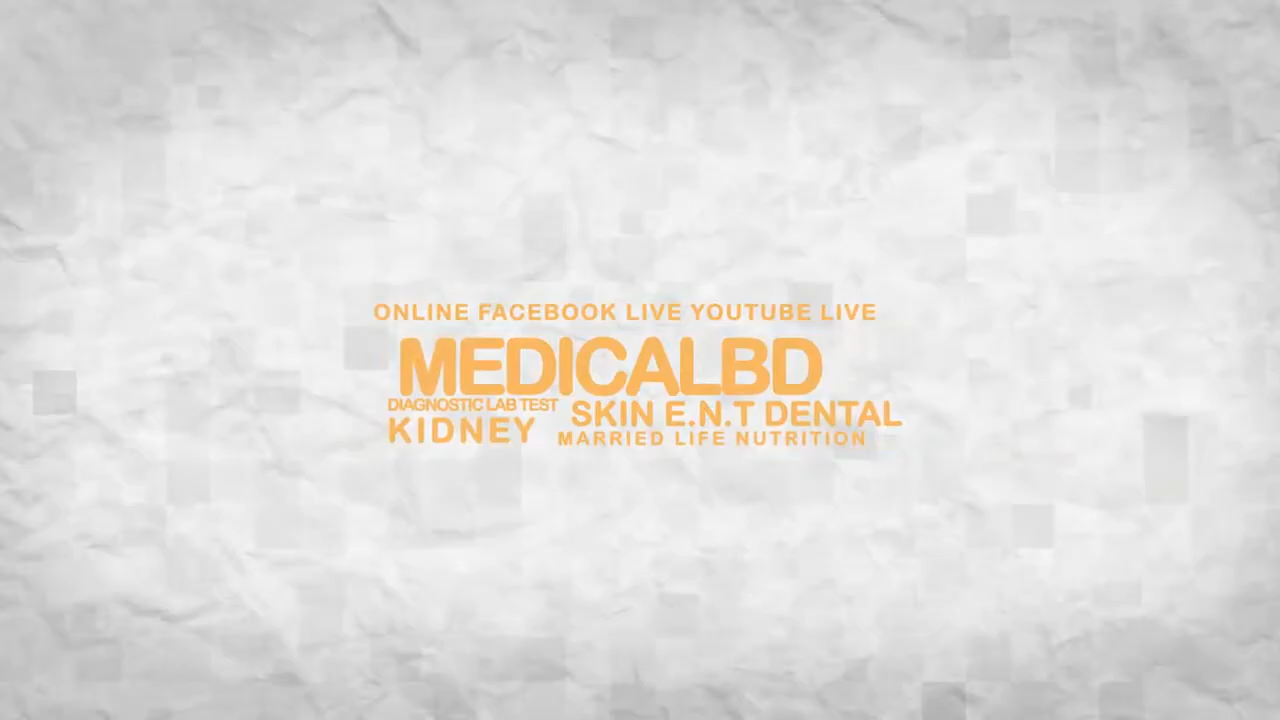 ONLINE FACEBOOK LIVE YOUTUBE LIVE
MEDICALBD
DIAGNOSTIC LAB TEST
KIDNEY
SKIN E.N.T DENTAL
MARRIED LIFE NUTRITION